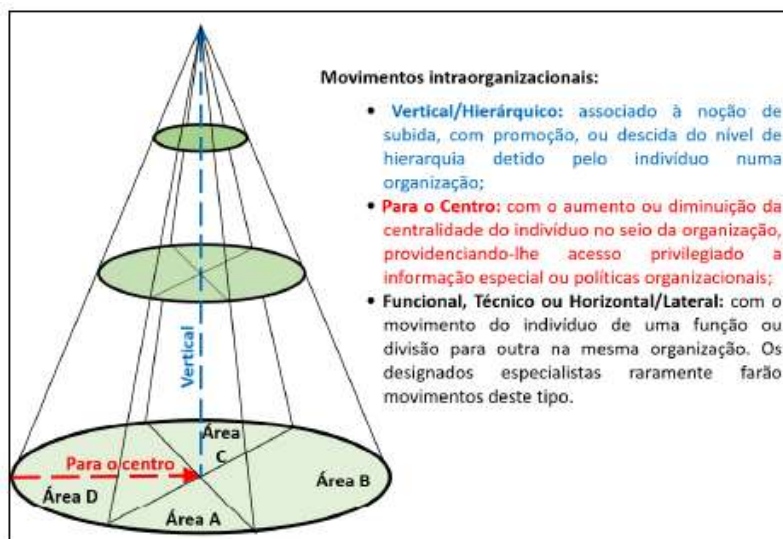 Movimentos intraorganizacionais:
• Vertical/Hierárquico: associado à noção de
subida, com promoção, ou descida do nível de
hierarquia detido pelo indivíduo numa
organização;
• Para o Centro: com o aumento ou diminuição da
centralidade do indivíduo no seio da organização,
providenciando-lhe acesso privilegiado a
informação especial ou políticas organizacionais;
• Funcional, Técnico ou Horizontal/Lateral: com o
movimento do indivíduo de uma função ou
divisão para outra na mesma organização. Os
designados especialistas raramente farão
movimentos deste tipo.
Vertical
Área
C
Para o centro
Área B
Área D
Área A